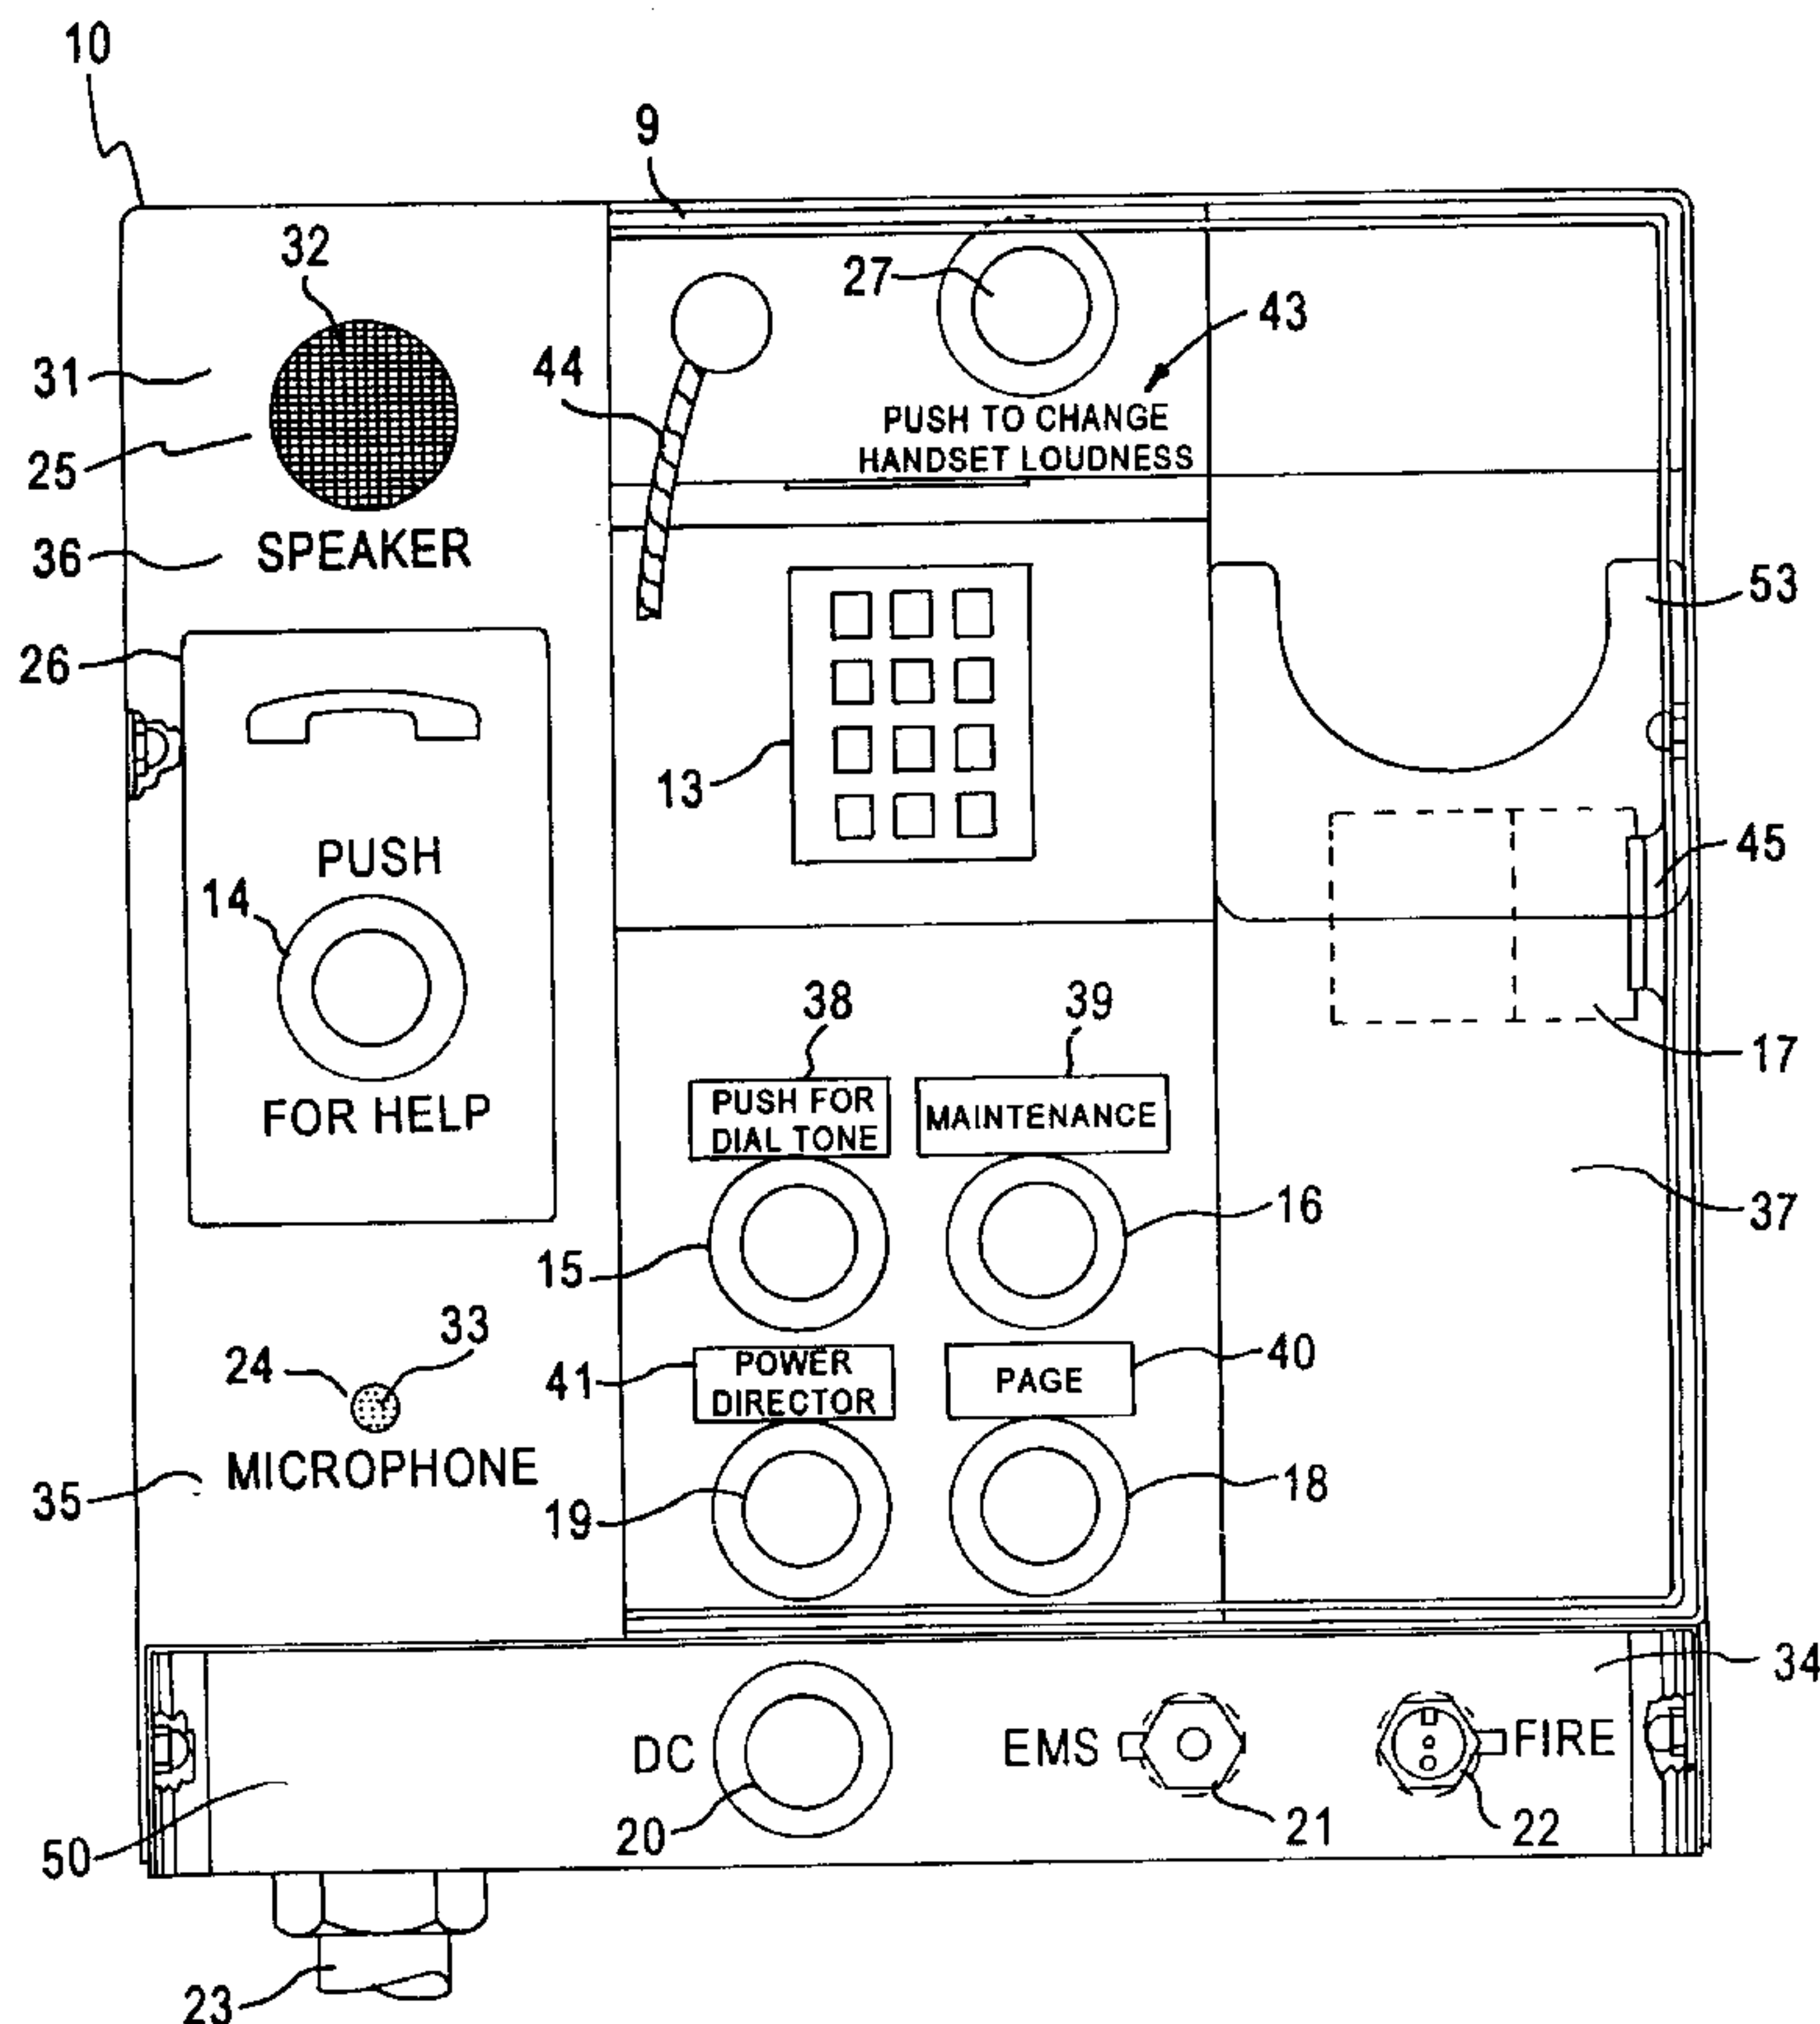 10
9
32
27
43
31
44
PUSH TO CHANGE
HANDSET LOUDNESS
25
36
SPEAKER
53
26
13
PUSH
45
14
38
39
17
FOR HELP
PUSH FOR
DIAL TONE
MAINTENANCE
16
37
15
33
24
41
POWER
DIRECTOR
PAGE
40
35
MICROPHONE
19
18
34
DC
EMS
FIRE
50
20
21
22
23